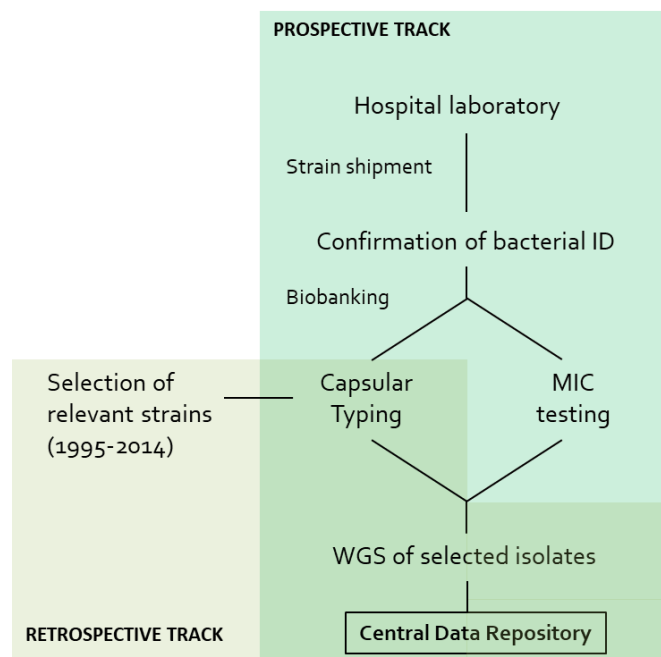 PROSPECTIVE TRACK
Hospital laboratory
Strain shipment
Confirmation of bacterial ID
Biobanking
Selection of
relevant strains
(1995-2014)
Capsular
Typing
MIC
testing
WGS of selected isolates
RETROSPECTIVE TRACK
Central Data Repository